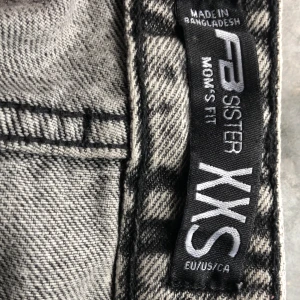 MADE IN
BANGLADESH
FB
SISTER
MOM'S FIT
XXS
EU/US/CA